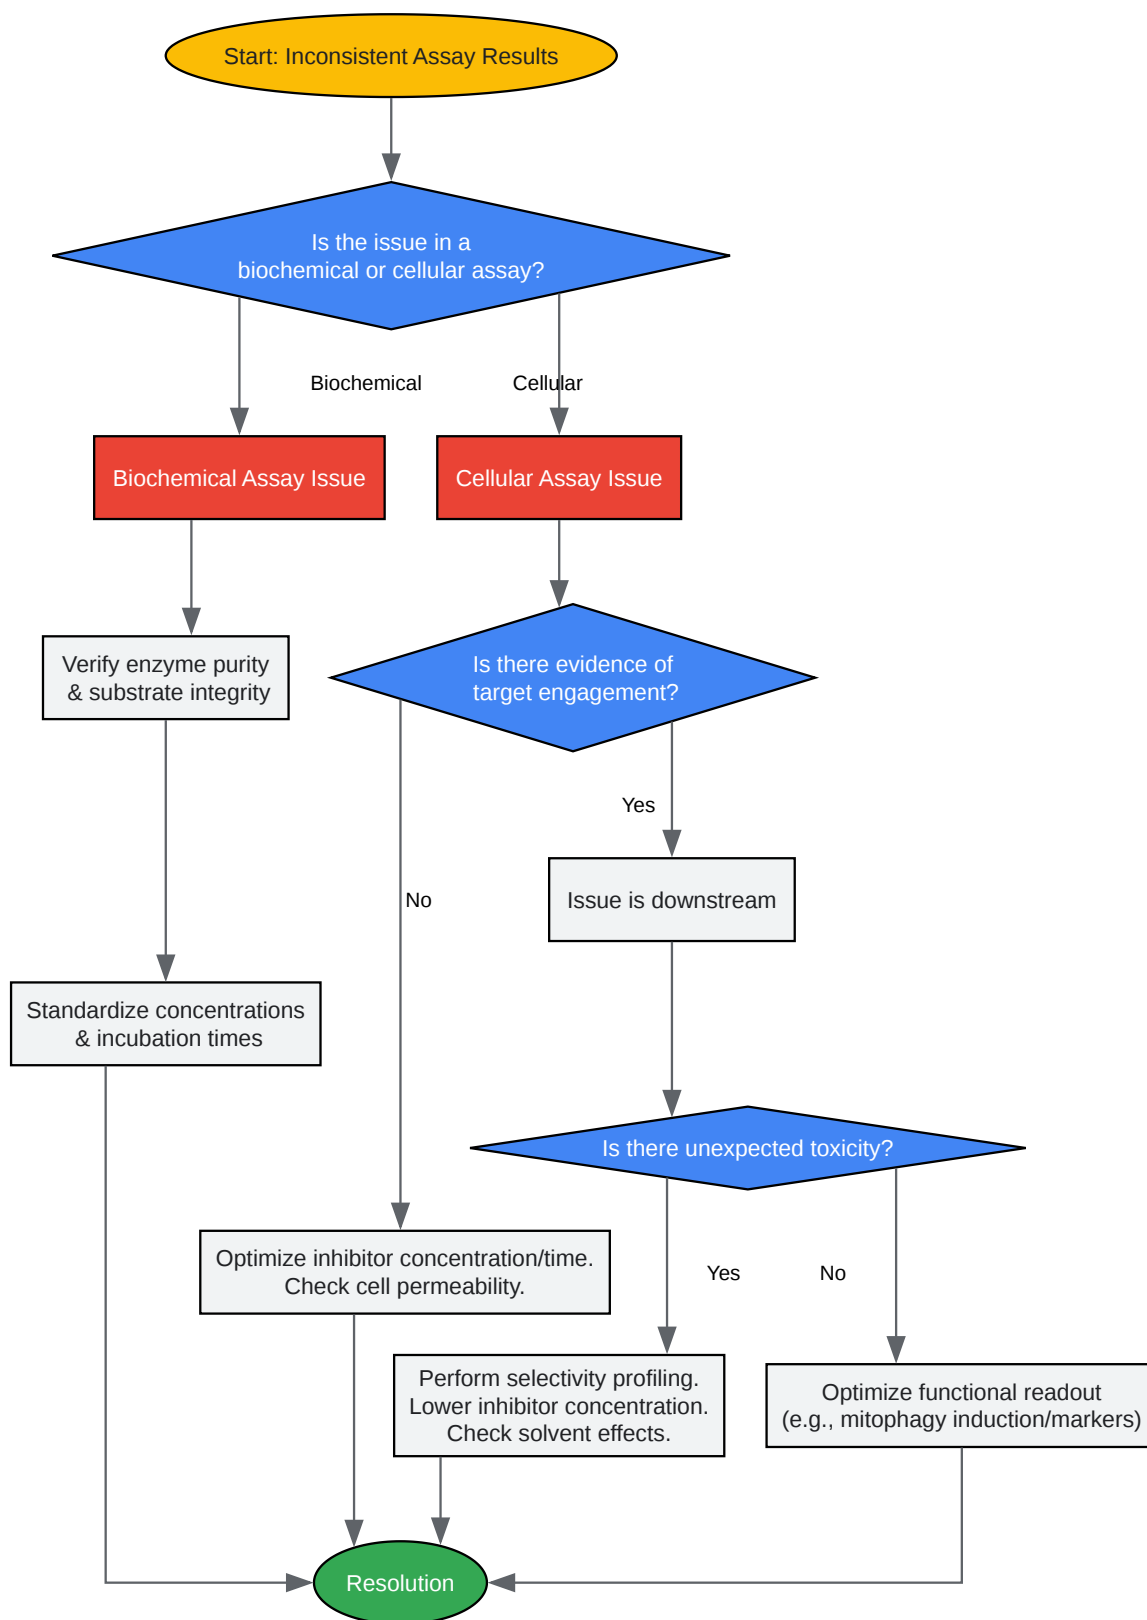 Start: Inconsistent Assay Results
Is the issue in a
biochemical or cellular assay?
Biochemical
Cellular
Biochemical Assay Issue
Cellular Assay Issue
Verify enzyme purity
& substrate integrity
Is there evidence of
target engagement?
Yes
No
Issue is downstream
Standardize concentrations
& incubation times
Is there unexpected toxicity?
Optimize inhibitor concentration/time.
Check cell permeability.
Yes
No
Perform selectivity profiling.
Lower inhibitor concentration.
Check solvent effects.
Optimize functional readout
(e.g., mitophagy induction/markers)
Resolution